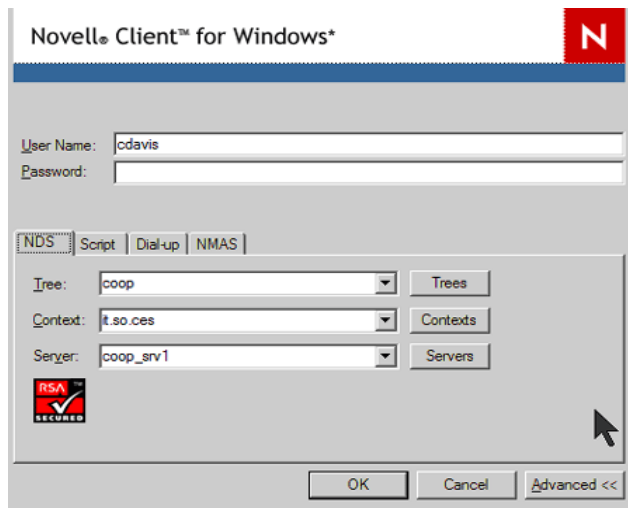 Novell® Client™ for Windows*
N
User Name: cdavis
Password:
NDS Script Dial-up NMAS
Tree: coop Trees
Context: it.so.ces Contexts
Server: coop_srv1 Servers
RSA™
SECURED
OK Cancel Advanced <<